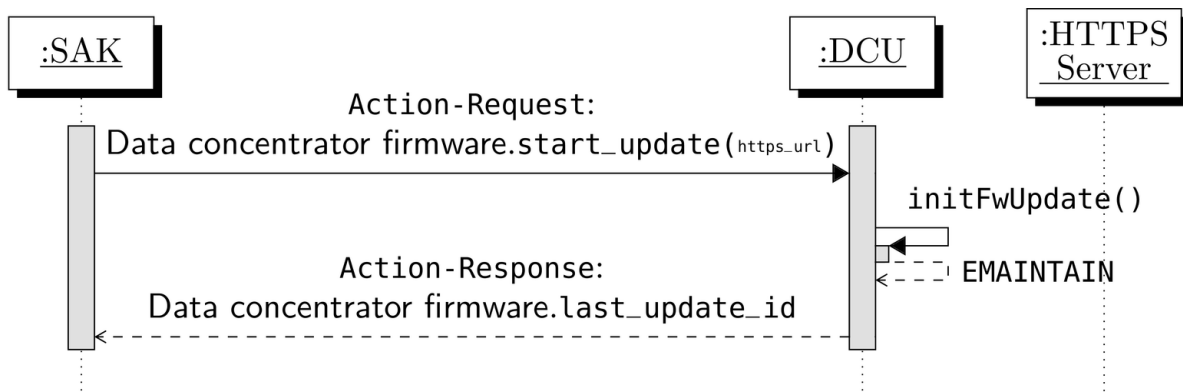 :SAK
:DCU
:HTTPS
Server
Action-Request:
Data concentrator firmware.start_update(https_url)
initFwUpdate()
EMAINTAIN
Action-Response:
Data concentrator firmware.last_update_id